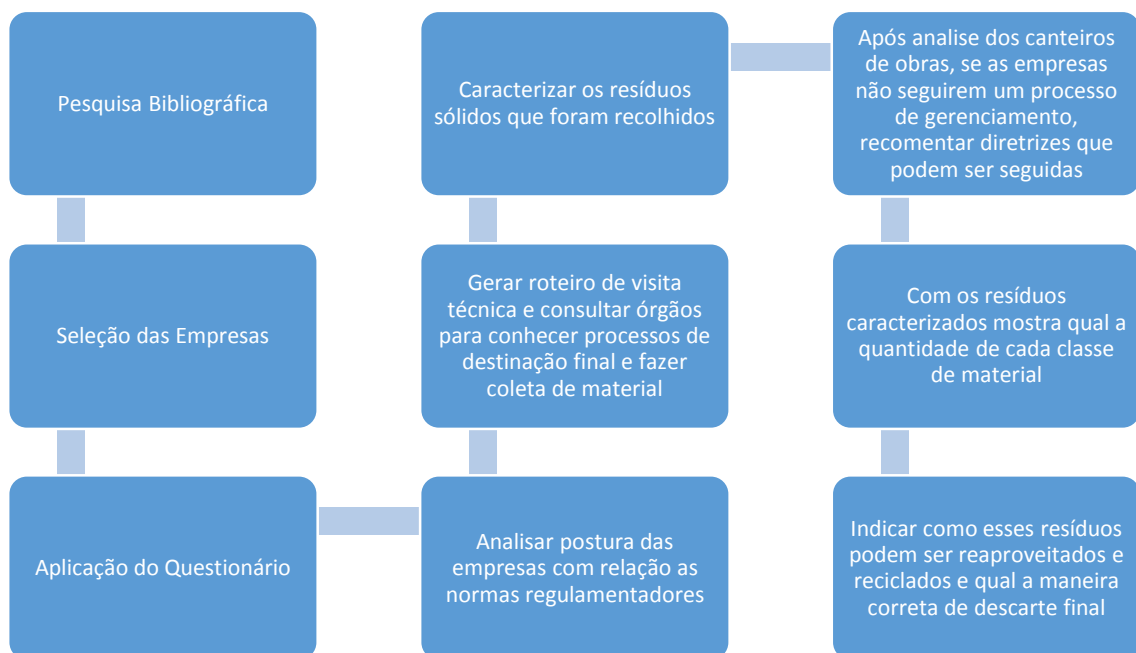 Pesquisa Bibliográfica
Seleção das Empresas
Aplicação do Questionário
Analisar postura das
empresas com relação as
normas regulamentadores
Gerar roteiro de visita
técnica e consultar órgãos
para conhecer processos de
destinação final e fazer
coleta de material
Caracterizar os resíduos
sólidos que foram recolhidos
Após analise dos canteiros
de obras, se as empresas
não seguirem um processo
de gerenciamento,
recomentar diretrizes que
podem ser seguidas
Com os resíduos
caracterizados mostra qual a
quantidade de cada classe
de material
Indicar como esses resíduos
podem ser reaproveitados e
reciclados e qual a maneira
correta de descarte final